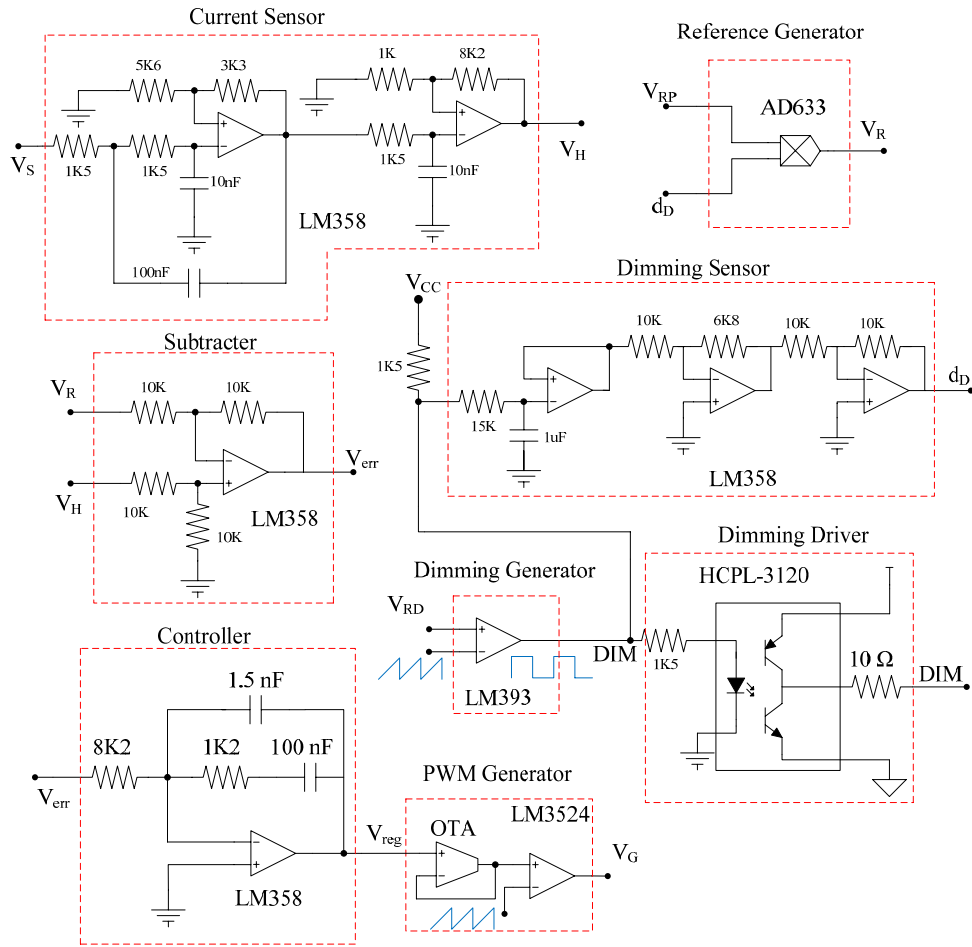 Current Sensor
5K6
3K3
1K
8K2
+
−
+
−
V_S
1K5
1K5
10nF
1K5
10nF
V_H
LM358
100nF
Reference Generator
V_RP
AD633
V_R
d_D
Dimming Sensor
V_CC
1K5
10K
6K8
10K
10K
+
−
−
+
−
+
15K
1uF
d_D
LM358
Subtracter
V_R
10K
10K
−
+
V_err
V_H
10K
10K
LM358
Dimming Generator
V_RD
+
−
LM393
DIM
Dimming Driver
HCPL-3120
1K5
10 Ω
DIM
Controller
1.5 nF
8K2
1K2
100 nF
V_err
−
+
LM358
V_reg
PWM Generator
LM3524
OTA
+
−
+
−
V_G